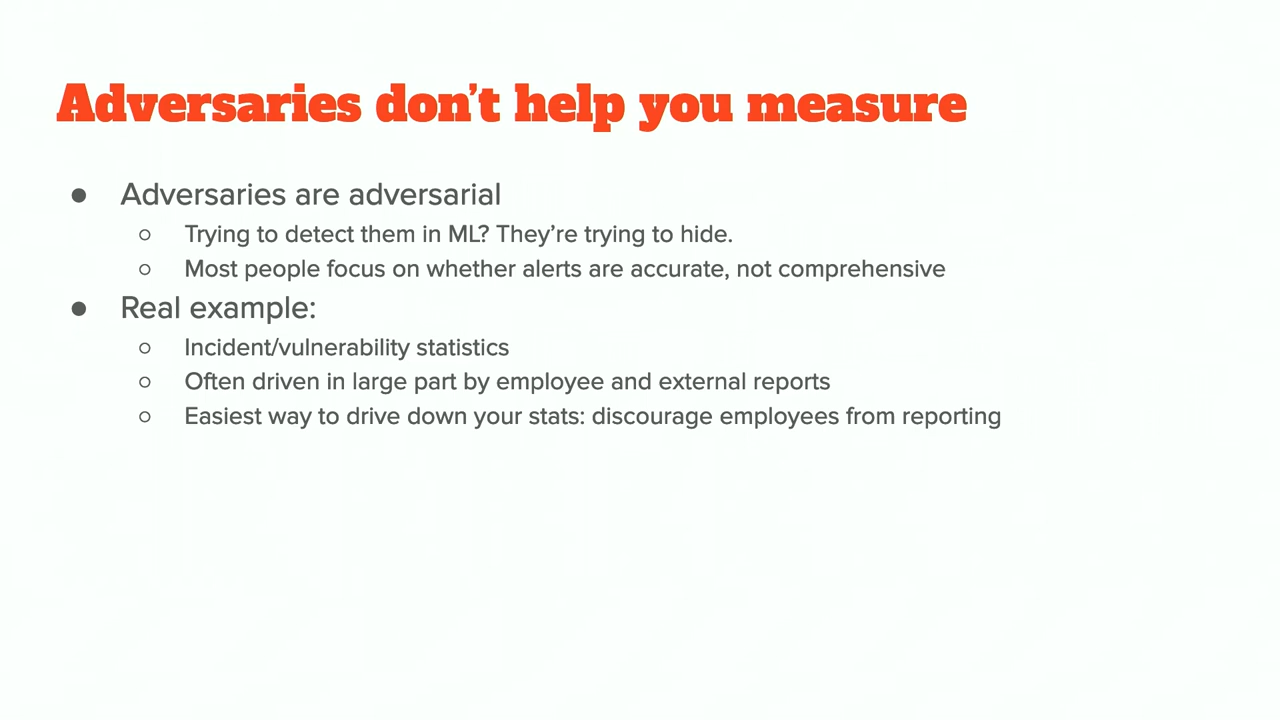 Adversaries don’t help you measure
● Adversaries are adversarial
○ Trying to detect them in ML? They’re trying to hide.
○ Most people focus on whether alerts are accurate, not comprehensive
● Real example:
○ Incident/vulnerability statistics
○ Often driven in large part by employee and external reports
○ Easiest way to drive down your stats: discourage employees from reporting